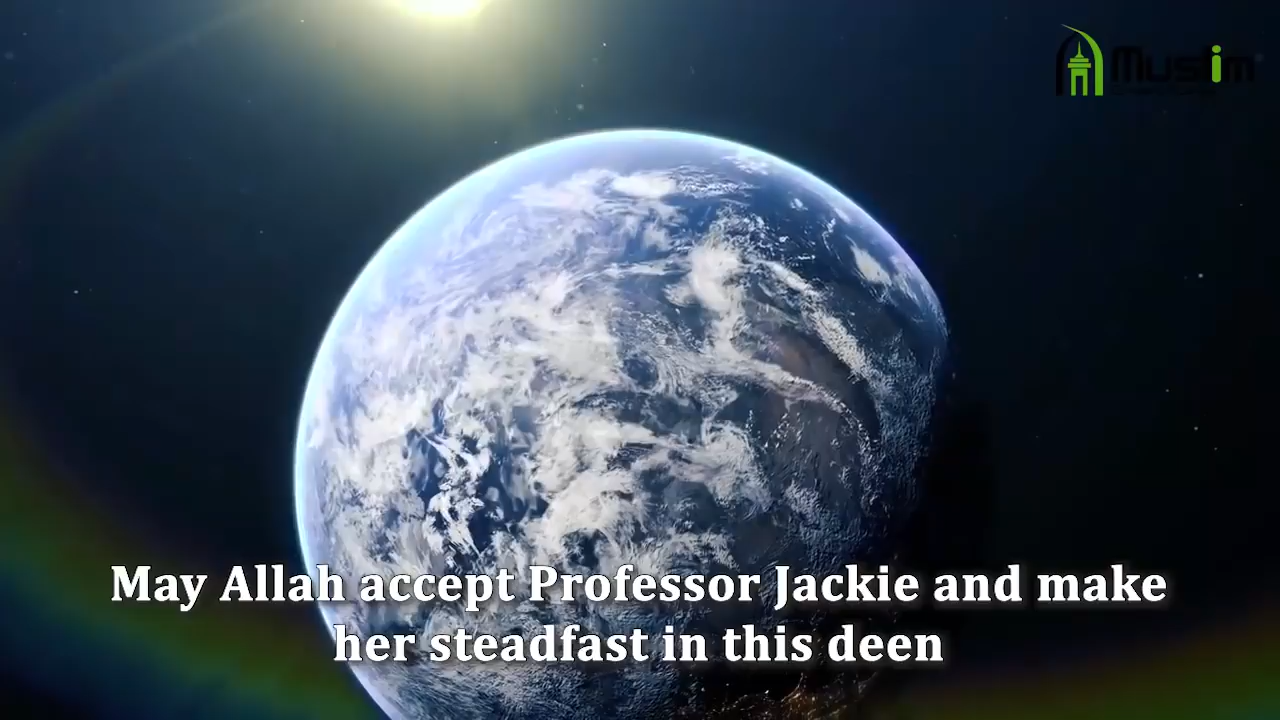 Muslim
May Allah accept Professor Jackie and make
her steadfast in this deen